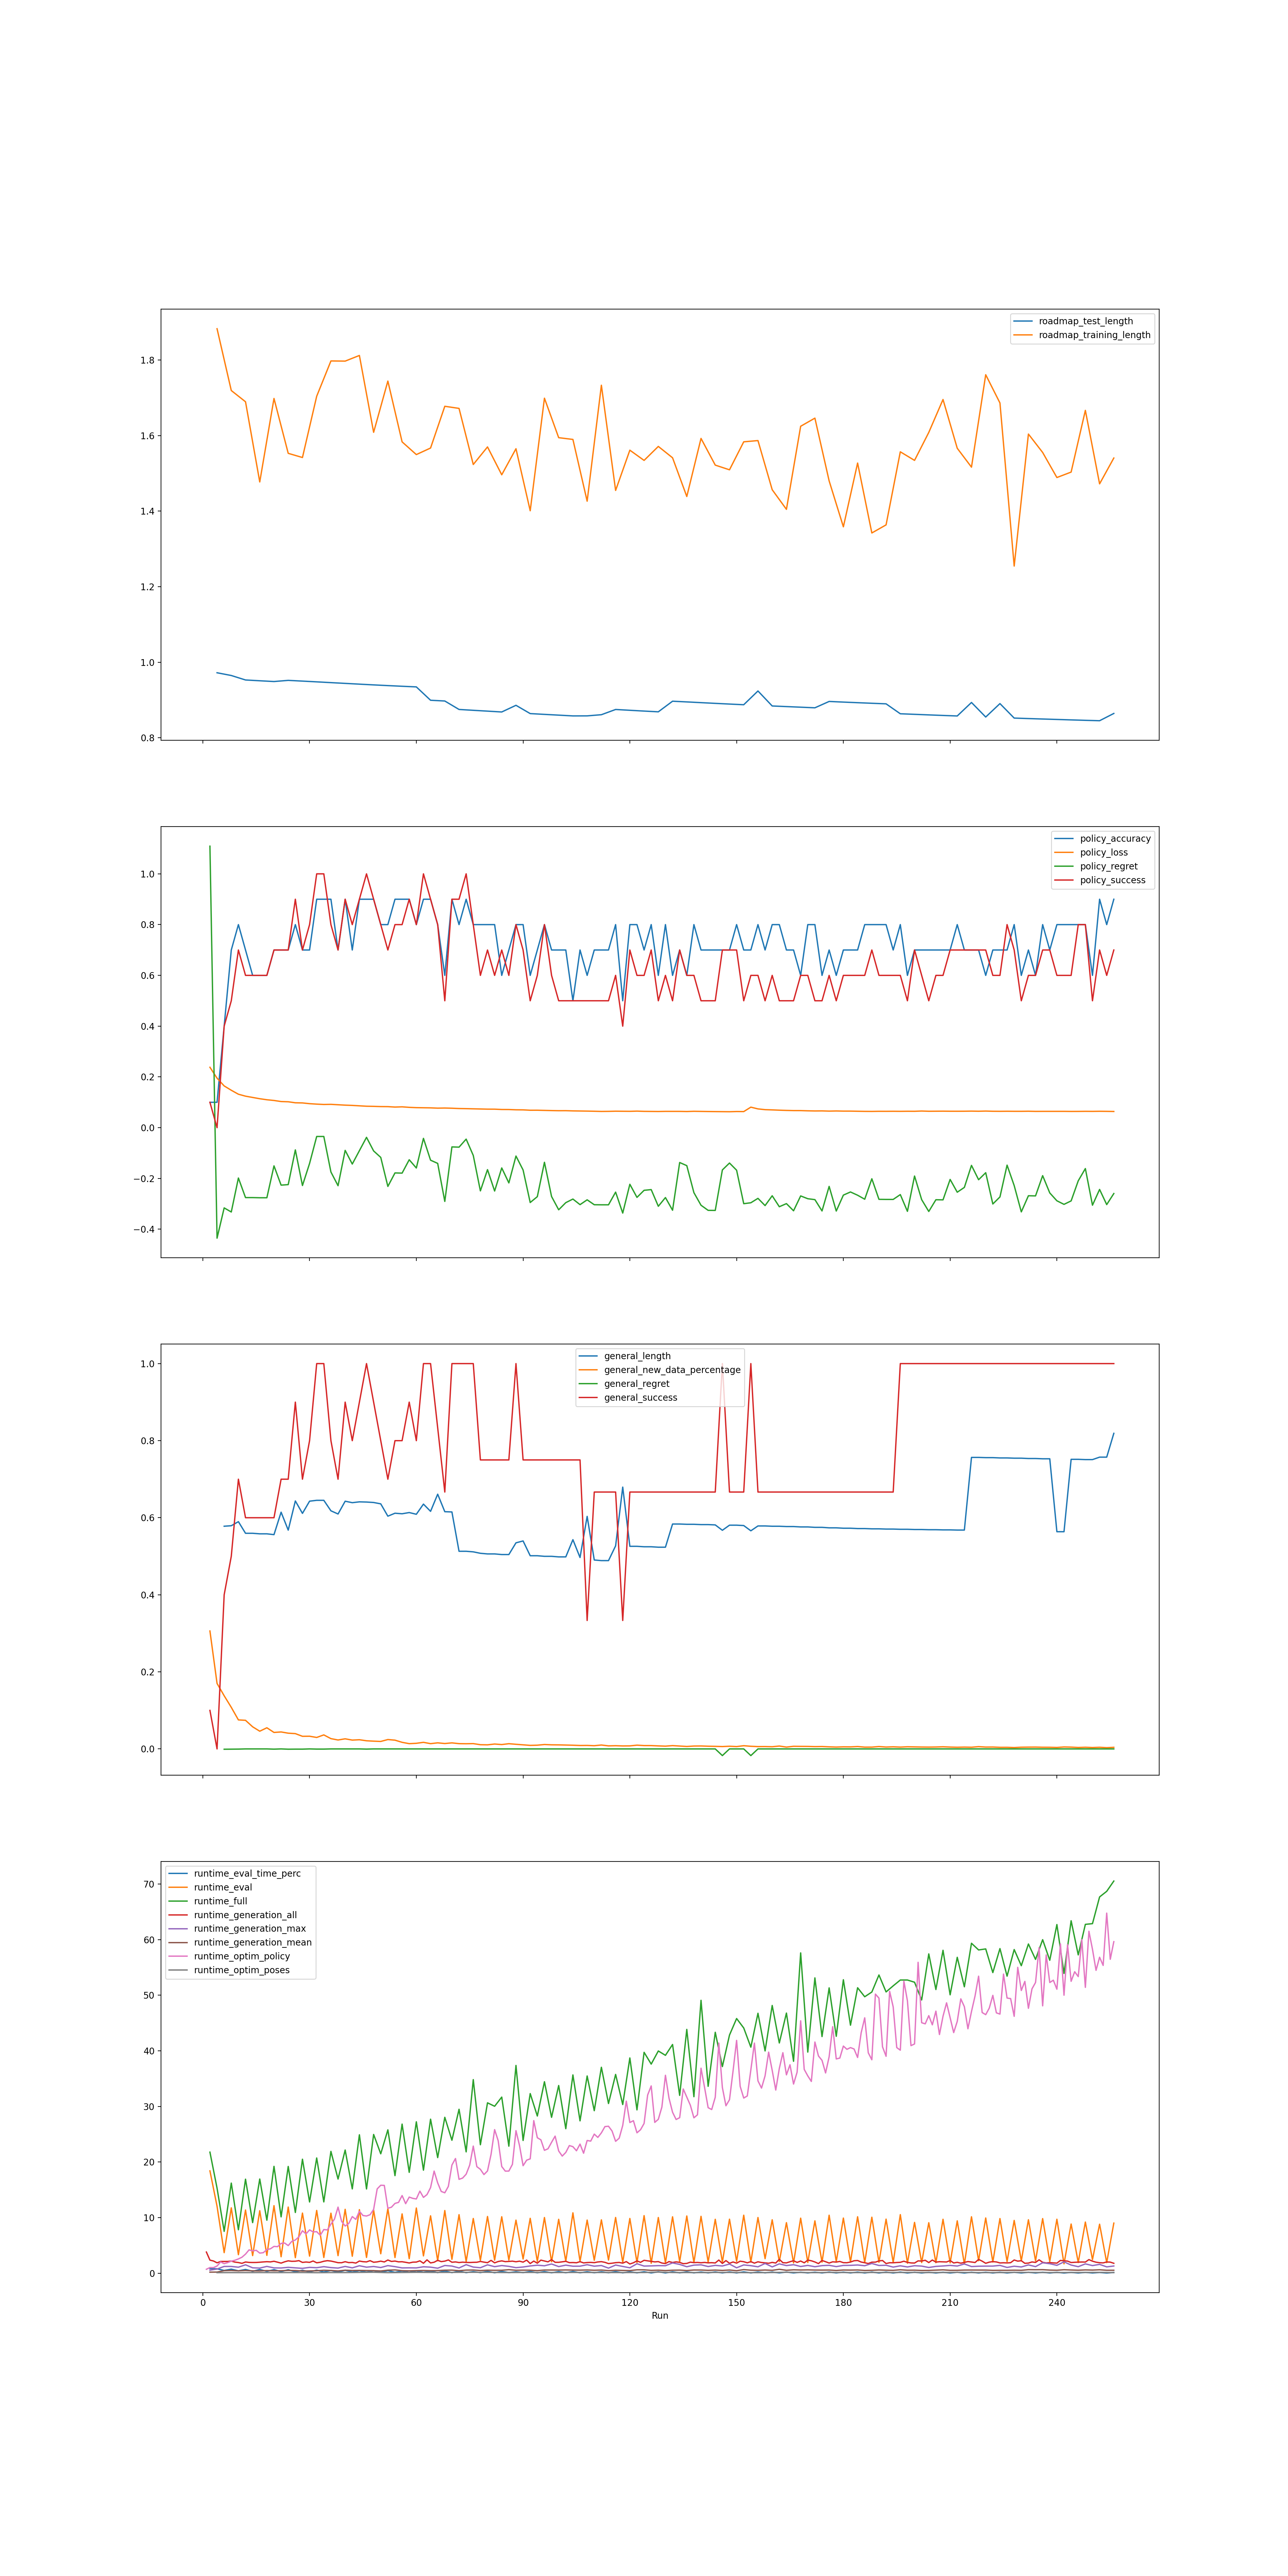 roadmap_test_length
roadmap_training_length
1.8
1.6
1.4
1.2
1.0
0.8
policy_accuracy
policy_loss
policy_regret
policy_success
1.0
0.8
0.6
0.4
0.2
0.0
−0.2
−0.4
general_length
general_new_data_percentage
general_regret
general_success
1.0
0.8
0.6
0.4
0.2
0.0
runtime_eval_time_perc
runtime_eval
runtime_full
runtime_generation_all
runtime_generation_max
runtime_generation_mean
runtime_optim_policy
runtime_optim_poses
70
60
50
40
30
20
10
0
0 30 60 90 120 150 180 210 240
Run